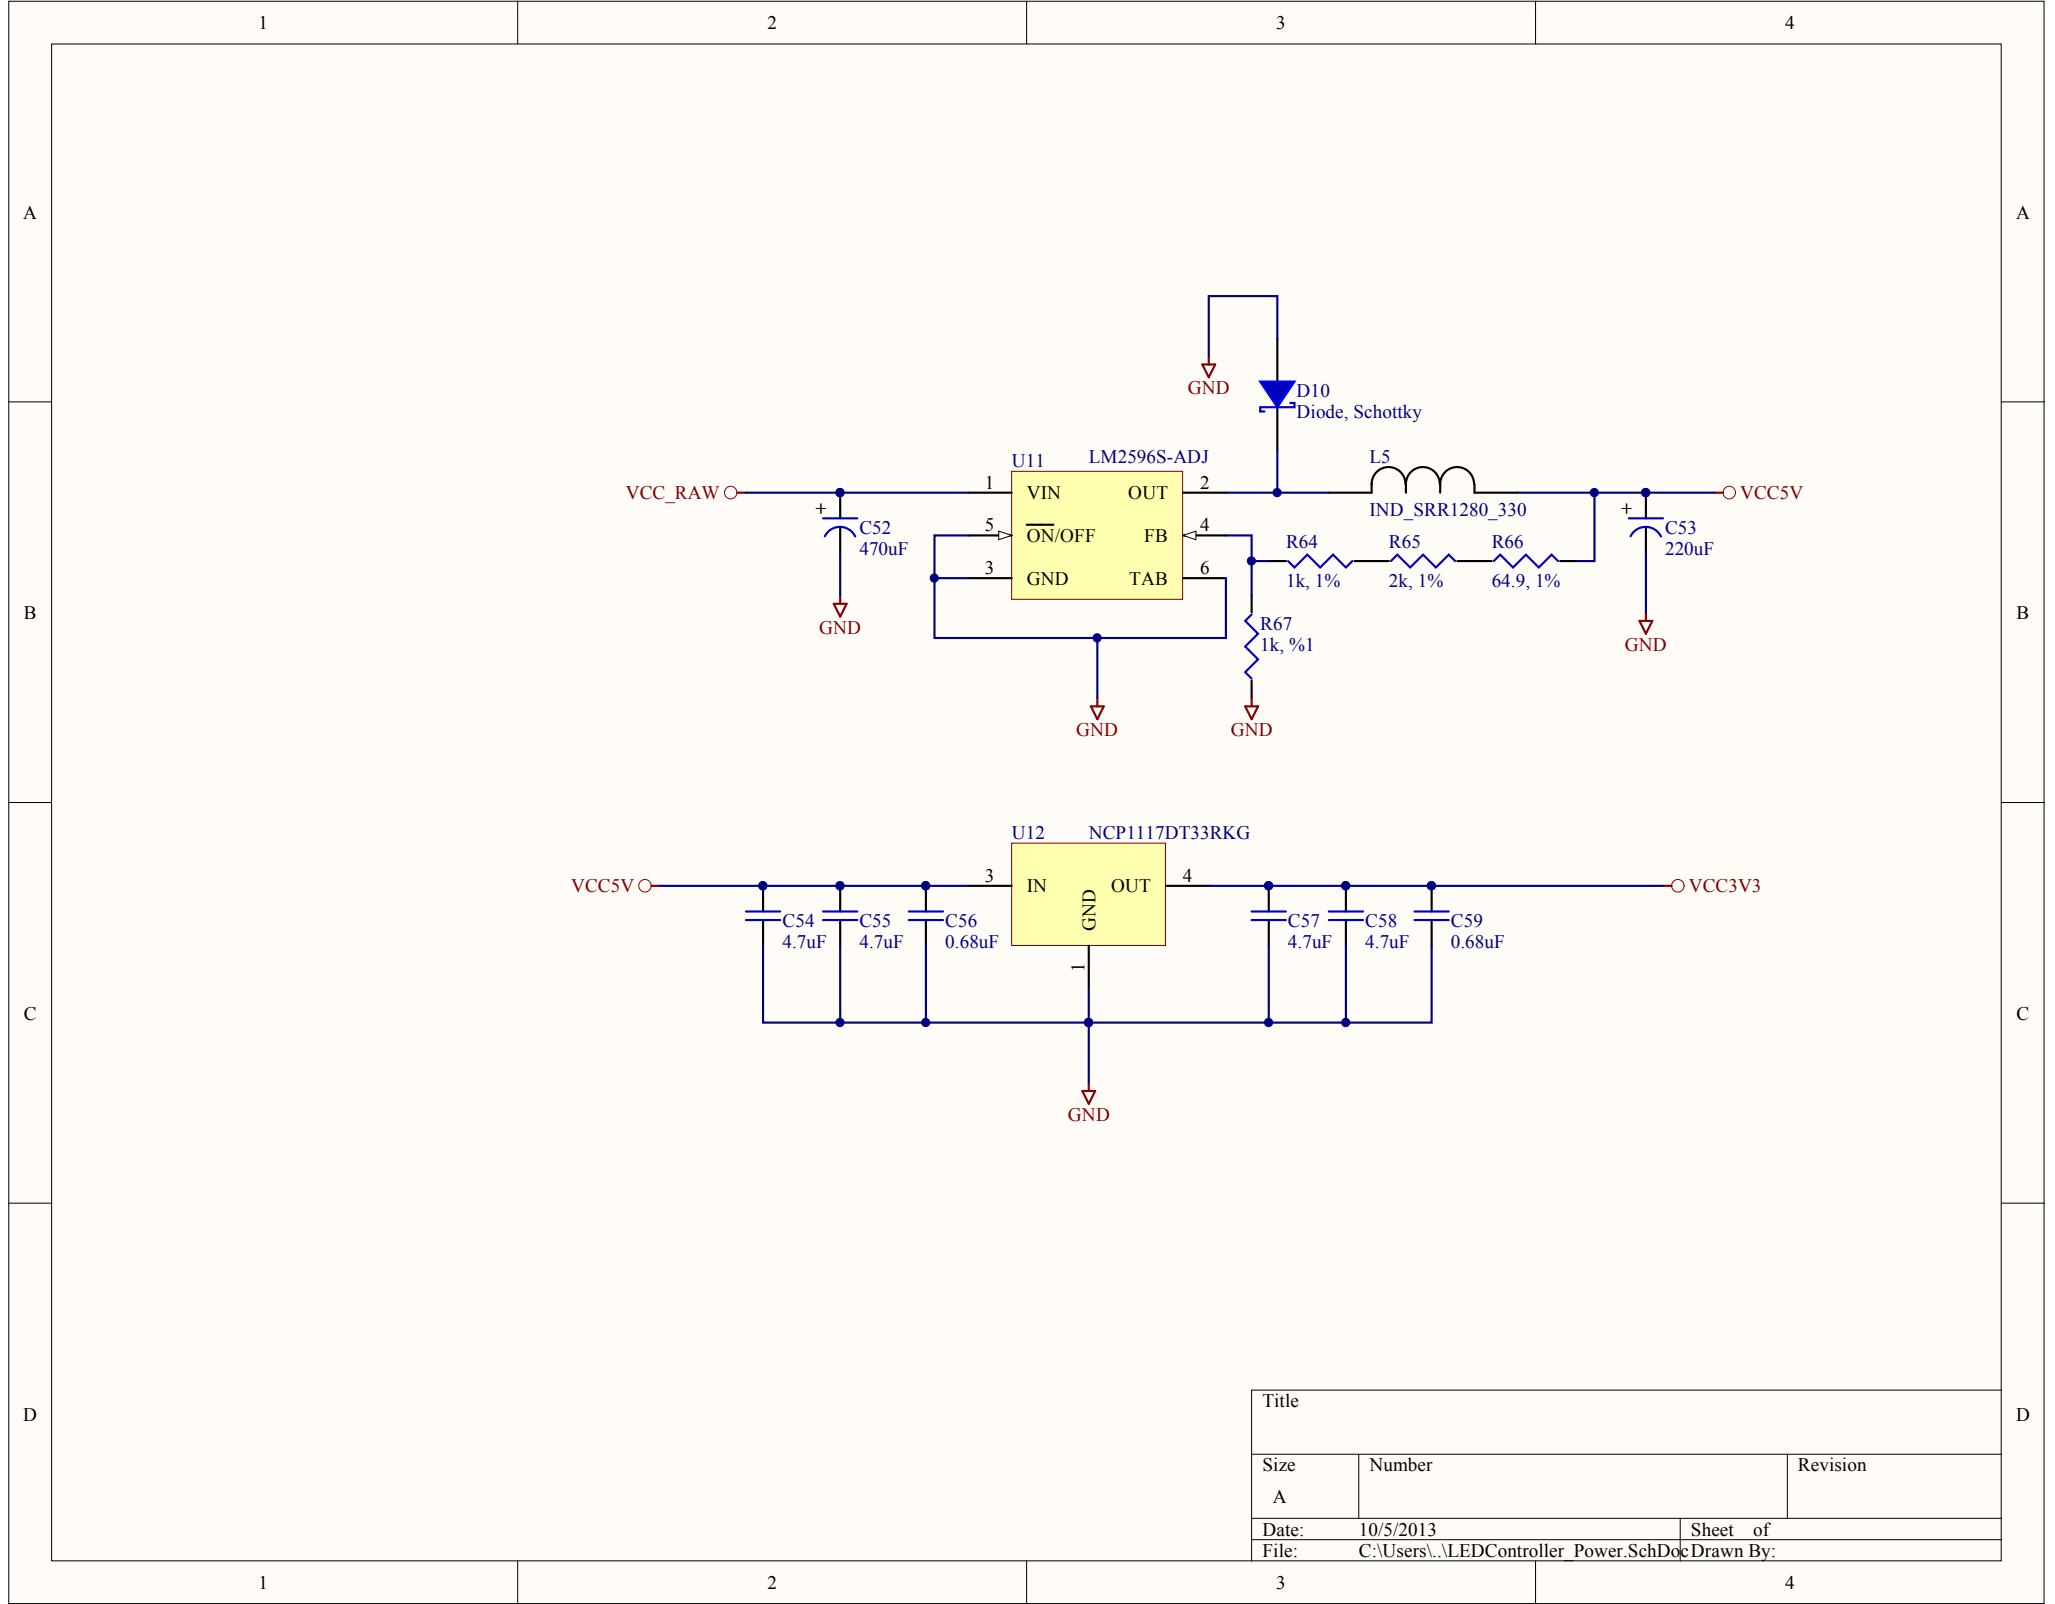 1 2 3 4
A A
GND
D10
Diode, Schottky
B B
U11 LM2596S-ADJ
L5
VCC_RAW 1 VIN OUT 2 VCC5V
IND_SRR1280_330
+ C52
470uF
5 ON/OFF FB 4
+ C53
220uF
R64 R65 R66
1k, 1% 2k, 1% 64.9, 1%
3 GND TAB 6
GND
R67
1k, %1
GND
GND GND
U12 NCP1117DT33RKG
VCC5V 3 IN OUT 4 VCC3V3
GND
1
C54 C55 C56 C57 C58 C59
4.7uF 4.7uF 0.68uF 4.7uF 4.7uF 0.68uF
C C
GND
D D
Title
Size Number Revision
A
Date: 10/5/2013 Sheet of
File: C:\Users\..\LEDController_Power.SchDoc Drawn By:
1 2 3 4